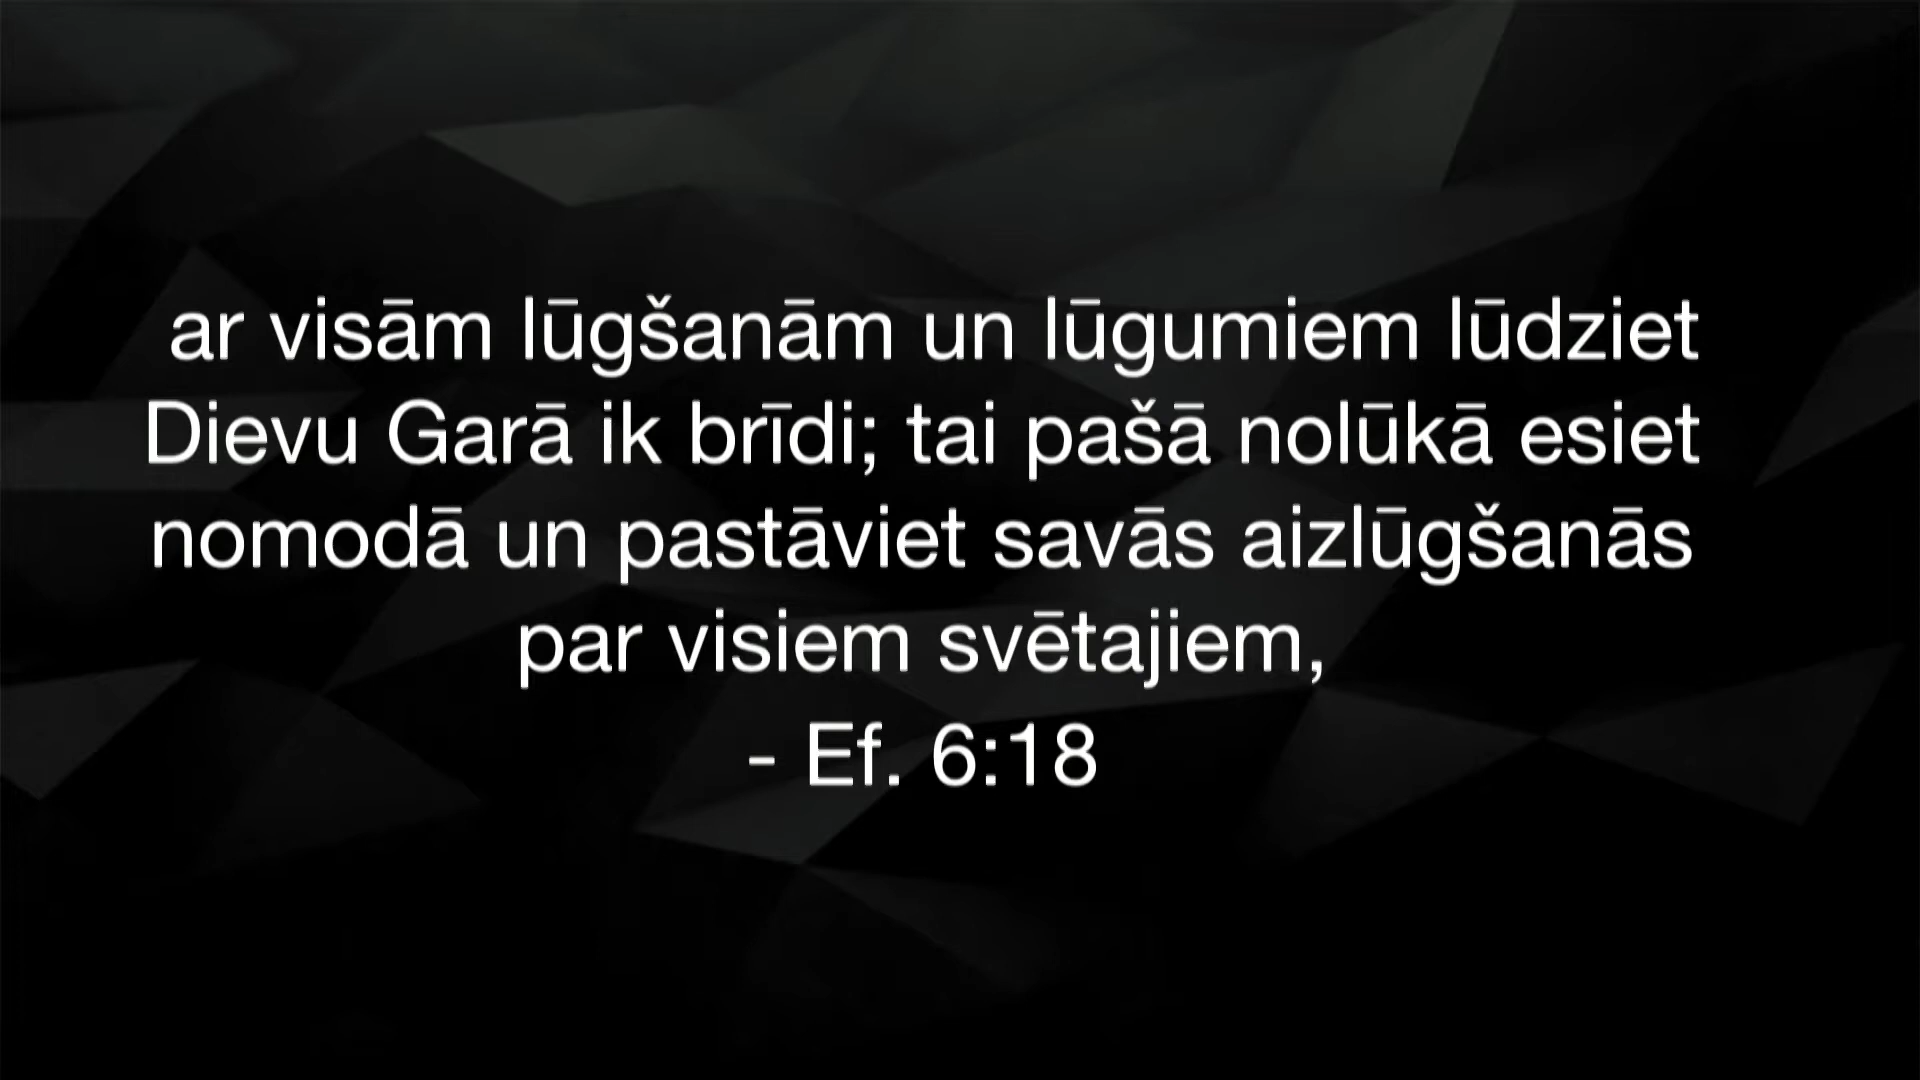 ar visām lūgšanām un lūgumiem lūdziet
Dievu Garā ik brīdi; tai pašā nolūkā esiet
nomodā un pastāviet savās aizlūgšanās
par visiem svētajiem,
- Ef. 6:18